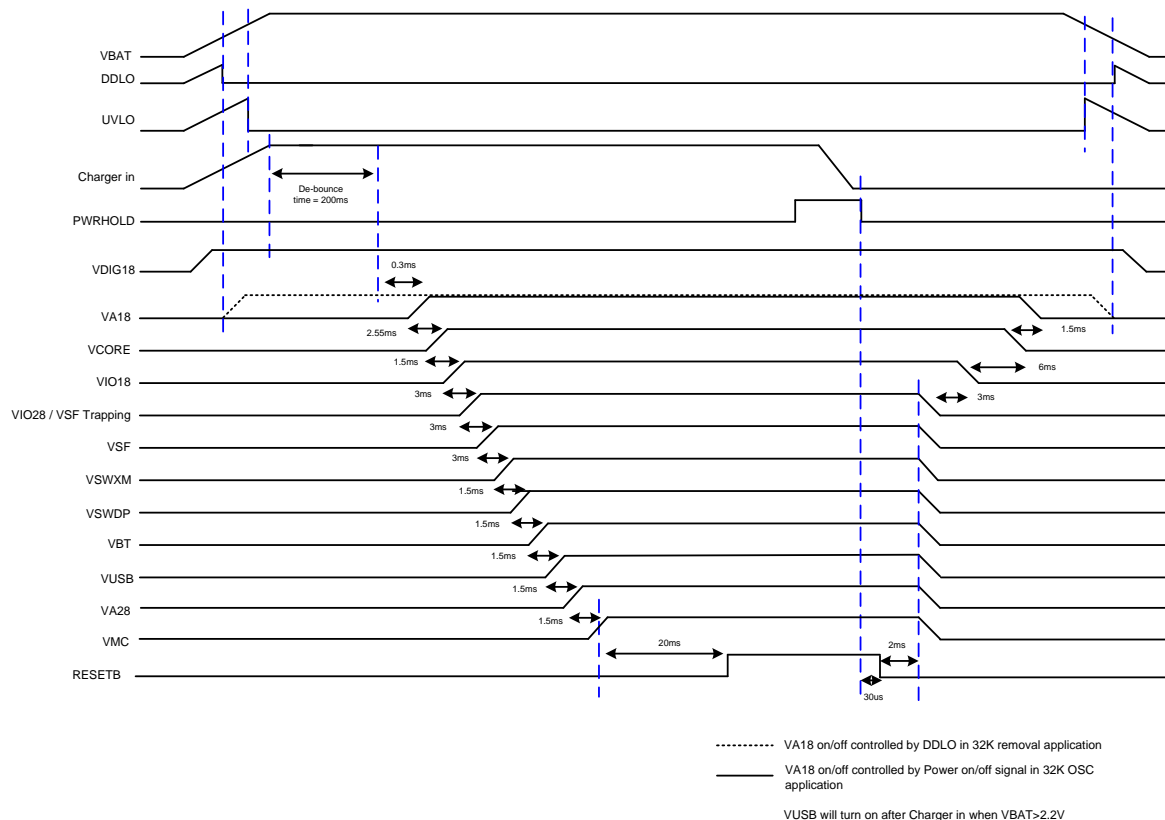 VBAT
DDLO
UVLO
Charger in
De-bounce
time = 200ms
PWRHOLD
VDIG18
0.3ms
VA18
2.55ms
1.5ms
VCORE
1.5ms
6ms
VIO18
3ms
3ms
VIO28 / VSF Trapping
3ms
VSF
3ms
VSWXM
1.5ms
VSWDP
1.5ms
VBT
1.5ms
VUSB
1.5ms
VA28
1.5ms
VMC
20ms
2ms
RESETB
30us
VA18 on/off controlled by DDLO in 32K removal application
VA18 on/off controlled by Power on/off signal in 32K OSC
application
VUSB will turn on after Charger in when VBAT>2.2V